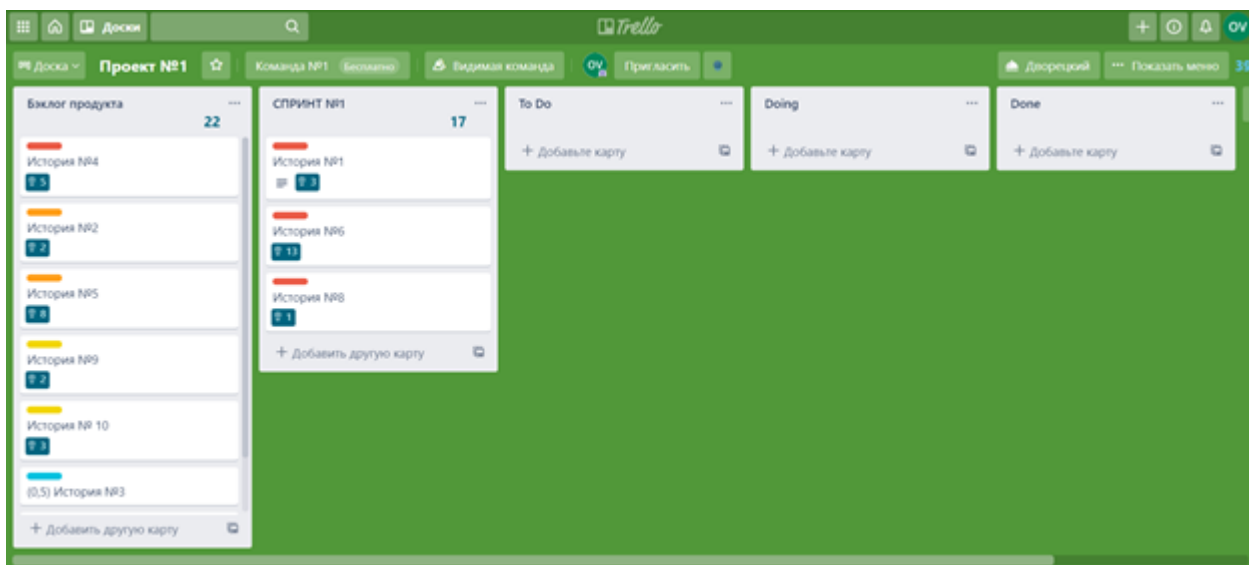 Доски
Trello
OV
Доска
Проект №1
Команда №1
Бесплатно
Видимая команда
OV
Пригласить
Дворецкий
Показать меню
39
Бэклог продукта
22
История №4
5
История №2
2
История №5
8
История №9
2
История № 10
3
(0,5) История №3
+ Добавить другую карту
СПРИНТ №1
17
История №1
3
История №6
13
История №8
1
+ Добавить другую карту
To Do
+ Добавьте карту
Doing
+ Добавьте карту
Done
+ Добавьте карту